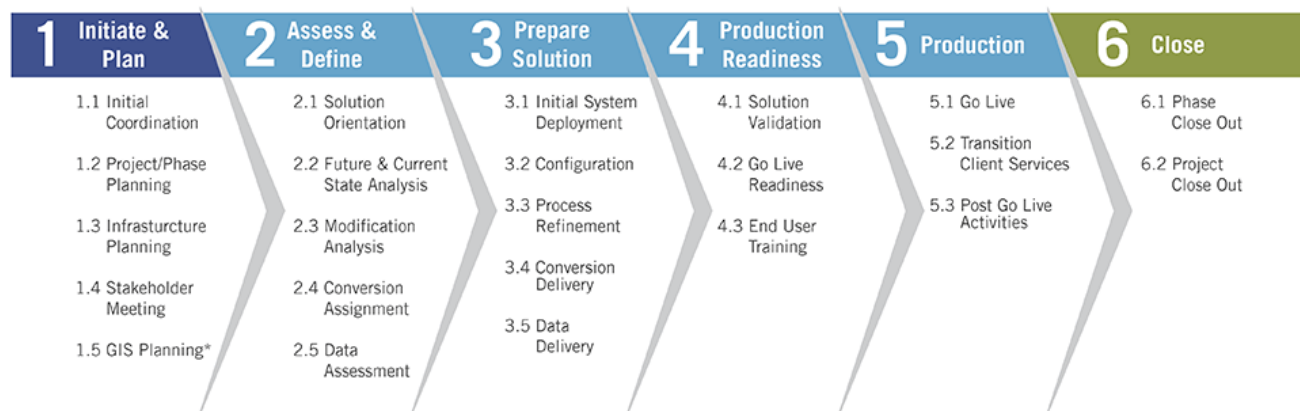 1 Initiate &
Plan
1.1 Initial
Coordination
1.2 Project/Phase
Planning
1.3 Infrasturcture
Planning
1.4 Stakeholder
Meeting
1.5 GIS Planning*
2 Assess &
Define
2.1 Solution
Orientation
2.2 Future & Current
State Analysis
2.3 Modification
Analysis
2.4 Conversion
Assignment
2.5 Data
Assessment
3 Prepare
Solution
3.1 Initial System
Deployment
3.2 Configuration
3.3 Process
Refinement
3.4 Conversion
Delivery
3.5 Data
Delivery
4 Production
Readiness
4.1 Solution
Validation
4.2 Go Live
Readiness
4.3 End User
Training
5 Production
5.1 Go Live
5.2 Transition
Client Services
5.3 Post Go Live
Activities
6 Close
6.1 Phase
Close Out
6.2 Project
Close Out